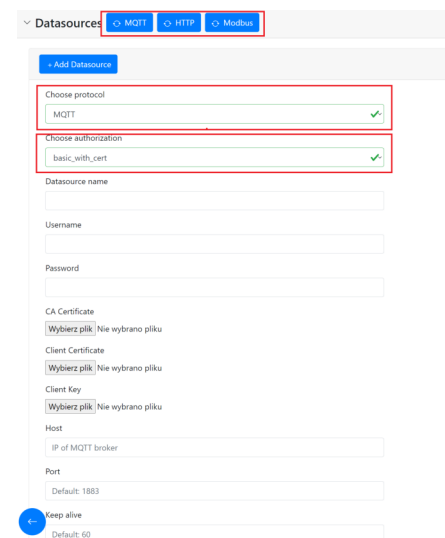 Datasources MQTT HTTP Modbus
+ Add Datasource
Choose protocol
MQTT
Choose authorization
basic_with_cert
Datasource name
Username
Password
CA Certificate
Wybierz plik Nie wybrano pliku
Client Certificate
Wybierz plik Nie wybrano pliku
Client Key
Wybierz plik Nie wybrano pliku
Host
IP of MQTT broker
Port
Default: 1883
Keep alive
Default: 60